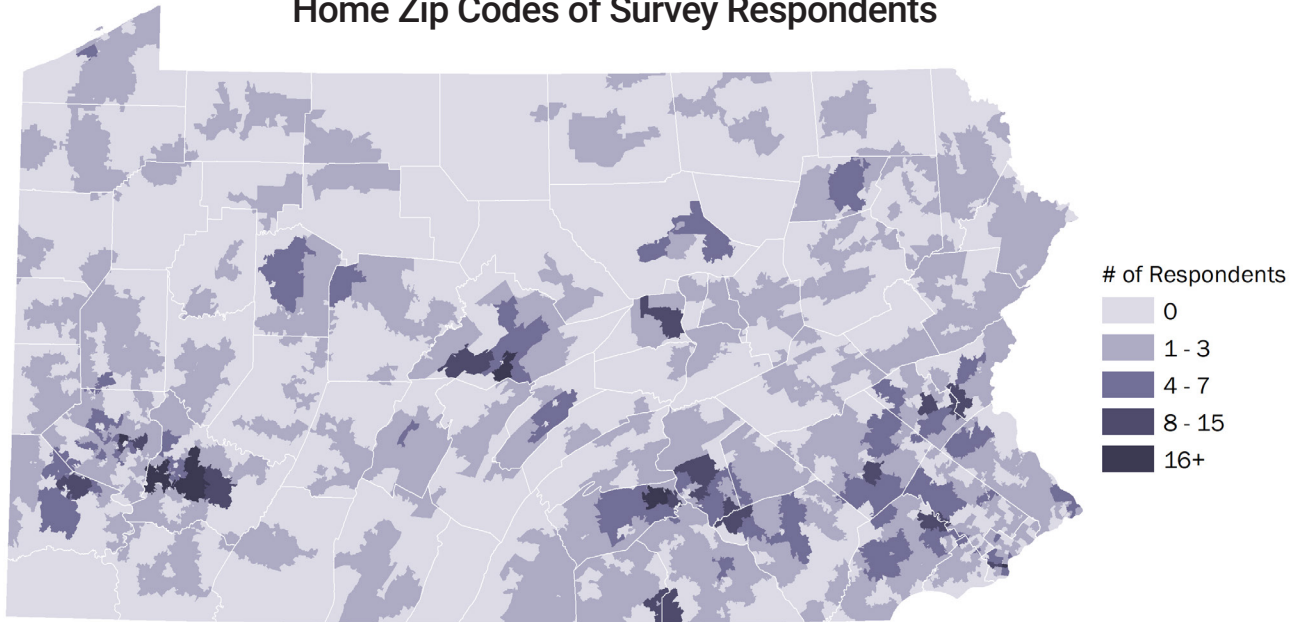 Home Zip Codes of Survey Respondents
# of Respondents
0
1 - 3
4 - 7
8 - 15
16+